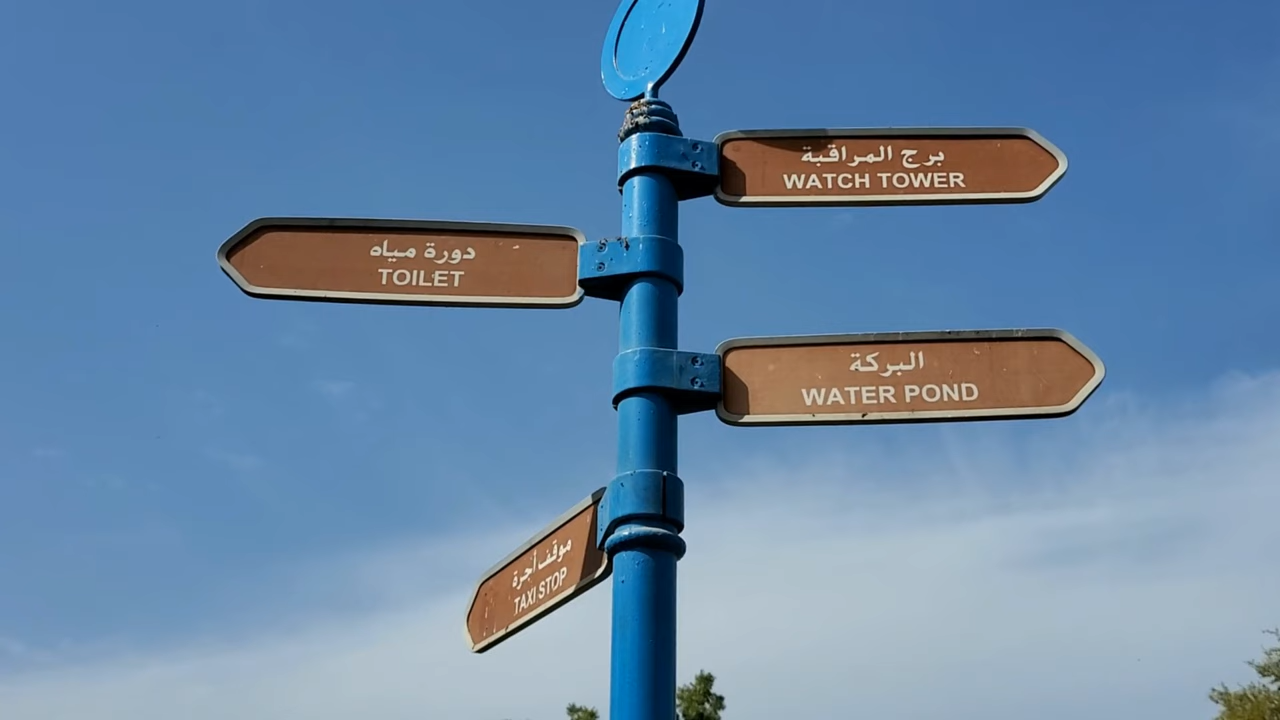 برج المراقبة
WATCH TOWER
دورة مياه
TOILET
البركة
WATER POND
موقف أجرة
TAXI STOP